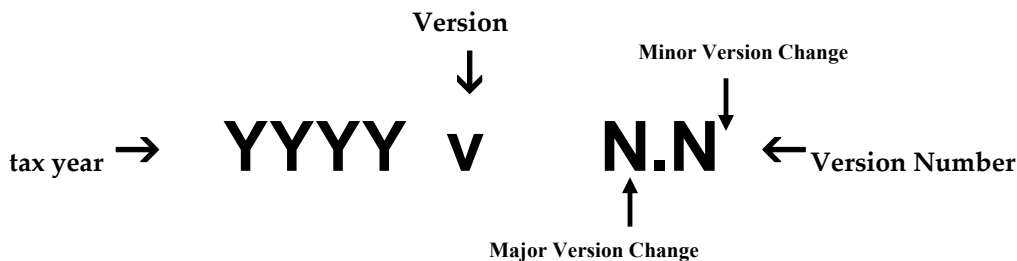 Version
Minor Version Change
tax year YYYY v N.N Version Number
Major Version Change